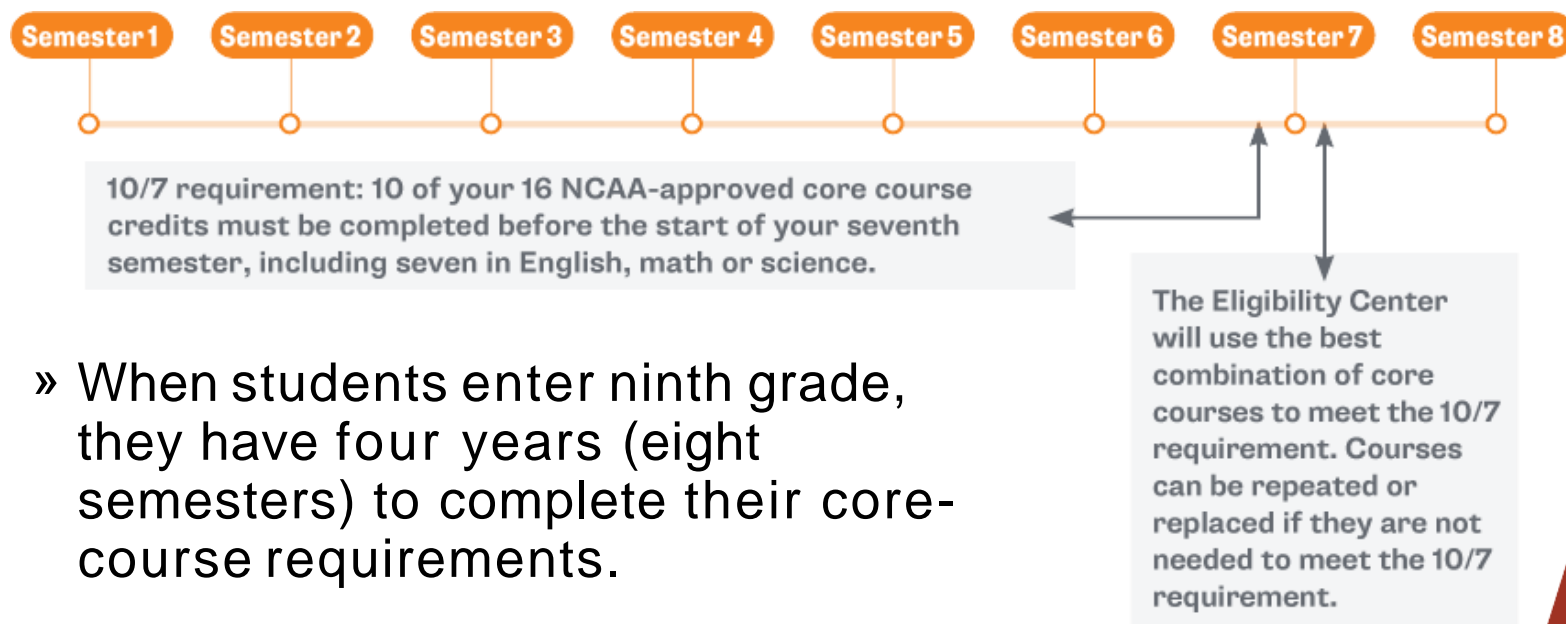 Semester 1 Semester 2 Semester 3 Semester 4 Semester 5 Semester 6 Semester 7 Semester 8
10/7 requirement: 10 of your 16 NCAA-approved core course
credits must be completed before the start of your seventh
semester, including seven in English, math or science.
» When students enter ninth grade,
they have four years (eight
semesters) to complete their core-
course requirements.
The Eligibility Center
will use the best
combination of core
courses to meet the 10/7
requirement. Courses
can be repeated or
replaced if they are not
needed to meet the 10/7
requirement.